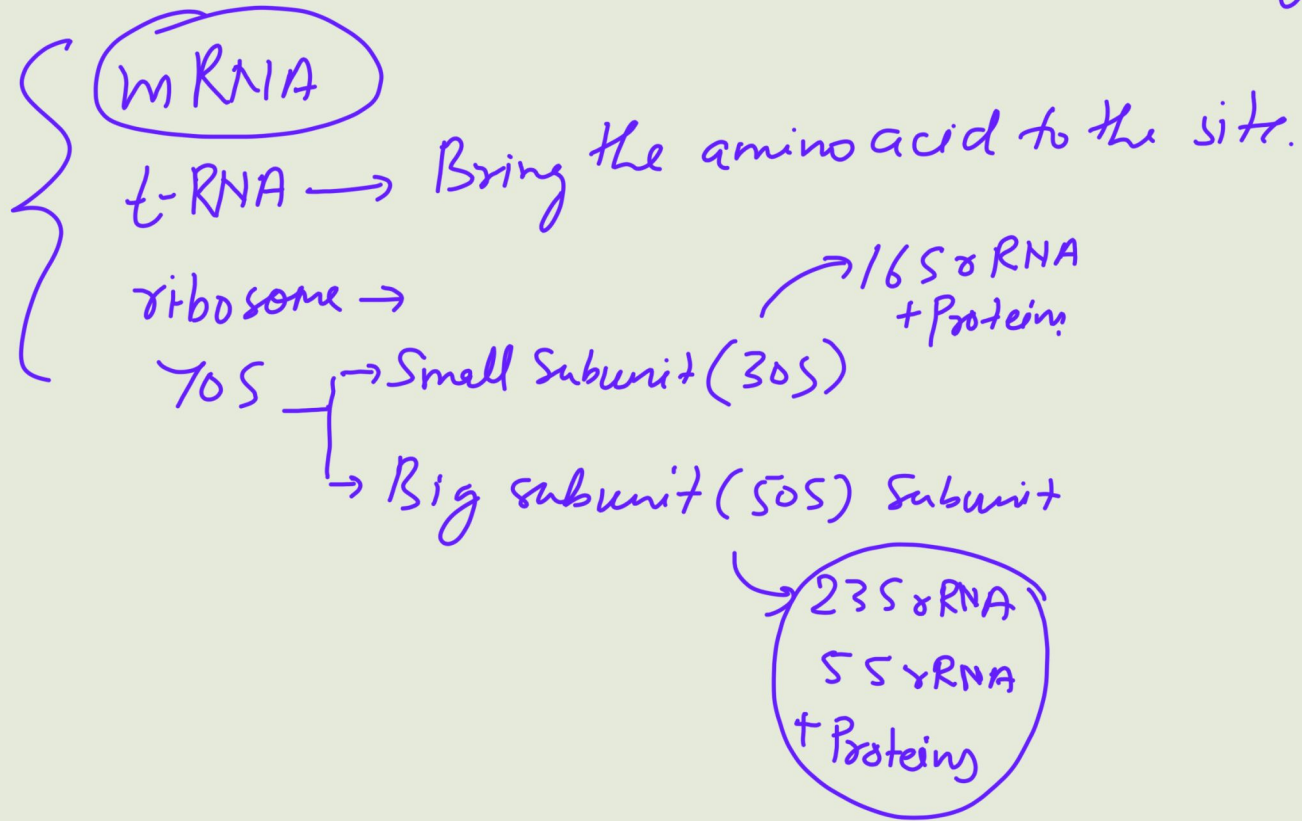 mRNA
t-RNA → Bring the amino acid to the site.
ribosome →
16S rRNA
+ Proteins
70S → Small Subunit (30S)
→ Big subunit (50S) Subunit
23S rRNA
5S rRNA
+ Proteins